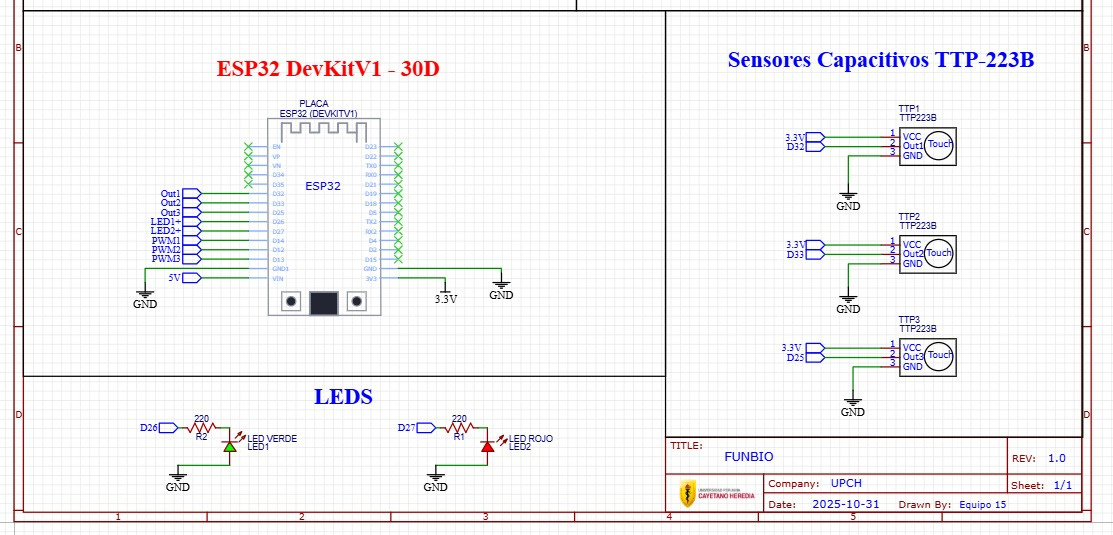 B
B
ESP32 DevKitV1 - 30D
Sensores Capacitivos TTP-223B
PLACA
ESP32 (DEVKITV1)
ESP32
EN
VP
VN
D34
D35
D32
D33
D25
D26
D27
D14
D12
D13
GND1
VIN
D23
D22
TX0
RX0
D21
D19
D18
D5
TX2
RX2
D4
D2
D15
GND
3V3
Out1
Out2
Out3
LED1+
LED2+
PWM1
PWM2
PWM3
5V
GND
3.3V
GND
TTP1
TTP223B
3.3V
D32
1 VCC
2 Out1
3 GND
Touch
GND
TTP2
TTP223B
3.3V
D33
1 VCC
2 Out2
3 GND
Touch
GND
TTP3
TTP223B
3.3V
D25
1 VCC
2 Out3
3 GND
Touch
GND
C
C
LEDS
D26
220
R2
LED VERDE
LED1
GND
D27
220
R1
LED ROJO
LED2
GND
D
D
TITLE:
FUNBIO
REV: 1.0
UNIVERSIDAD PERUANA
CAYETANO HEREDIA
Company: UPCH
Sheet: 1/1
Date: 2025-10-31 Drawn By: Equipo 15
1 2 3 4 5